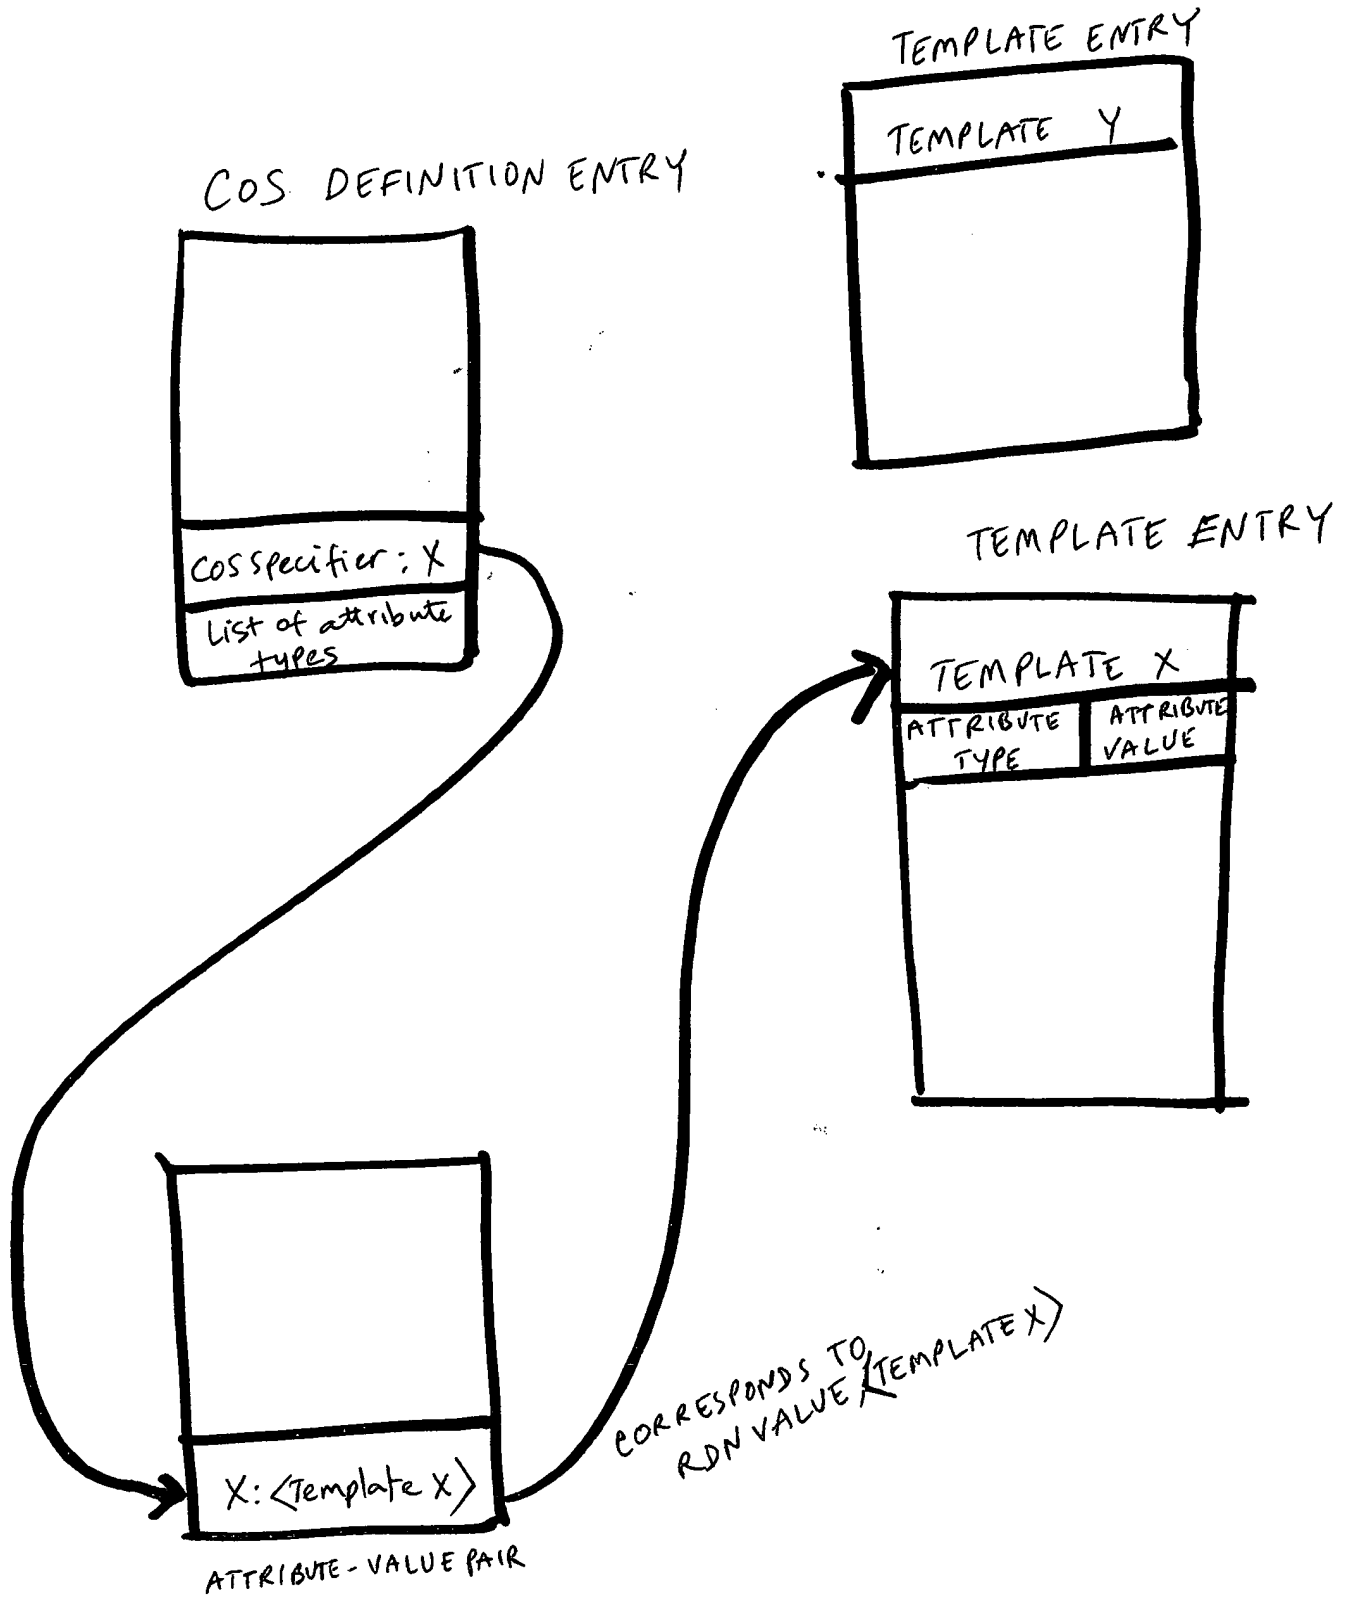 TEMPLATE ENTRY
TEMPLATE Y
COS DEFINITION ENTRY
cosspecifier: X
List of attribute
types
TEMPLATE ENTRY
TEMPLATE X
ATTRIBUTE
TYPE
ATTRIBUTE
VALUE
X: <Template X>
ATTRIBUTE-VALUE PAIR
CORRESPONDS TO
RDN VALUE <TEMPLATE X>